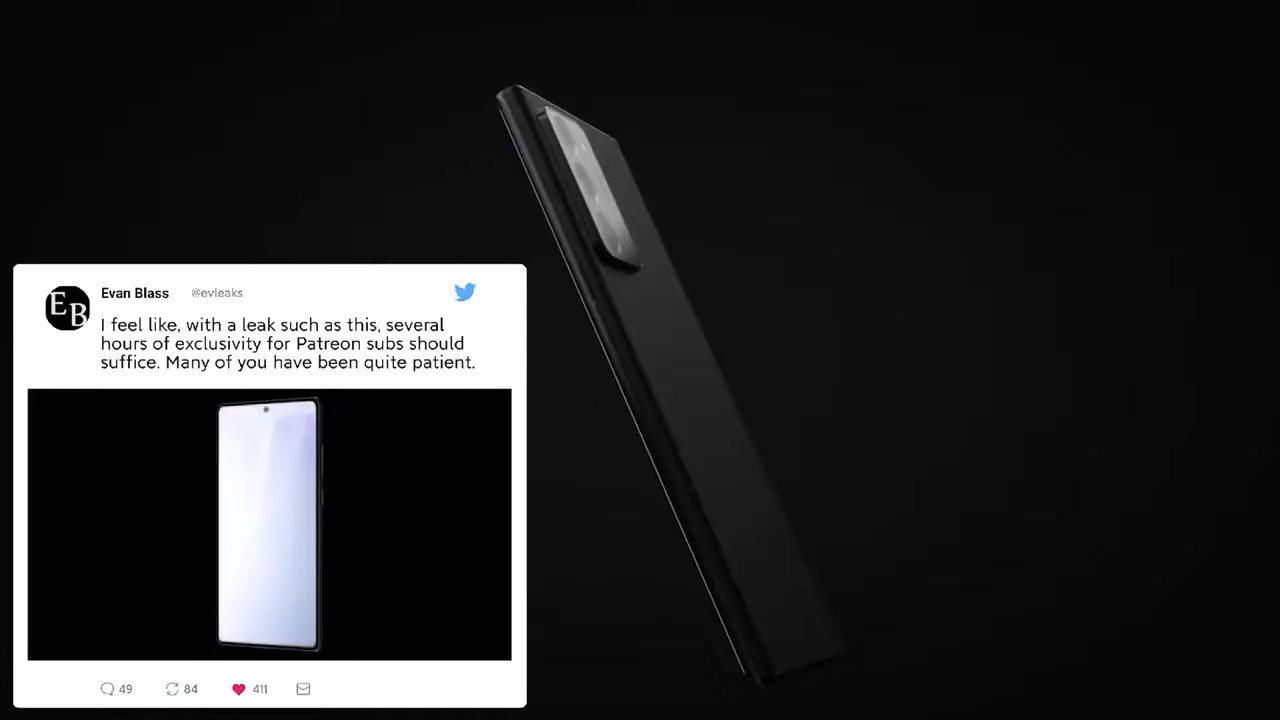 EB
Evan Blass @evleaks
I feel like, with a leak such as this, several
hours of exclusivity for Patreon subs should
suffice. Many of you have been quite patient.
49 84 411